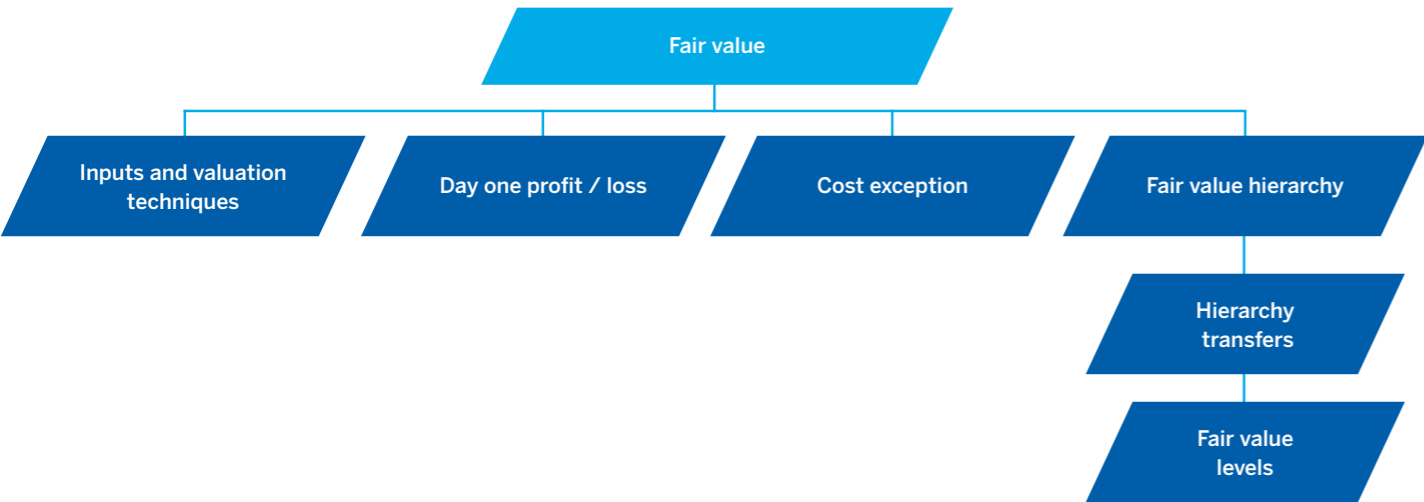 Fair value
Inputs and valuation
techniques
Day one profit / loss
Cost exception
Fair value hierarchy
Hierarchy
transfers
Fair value
levels